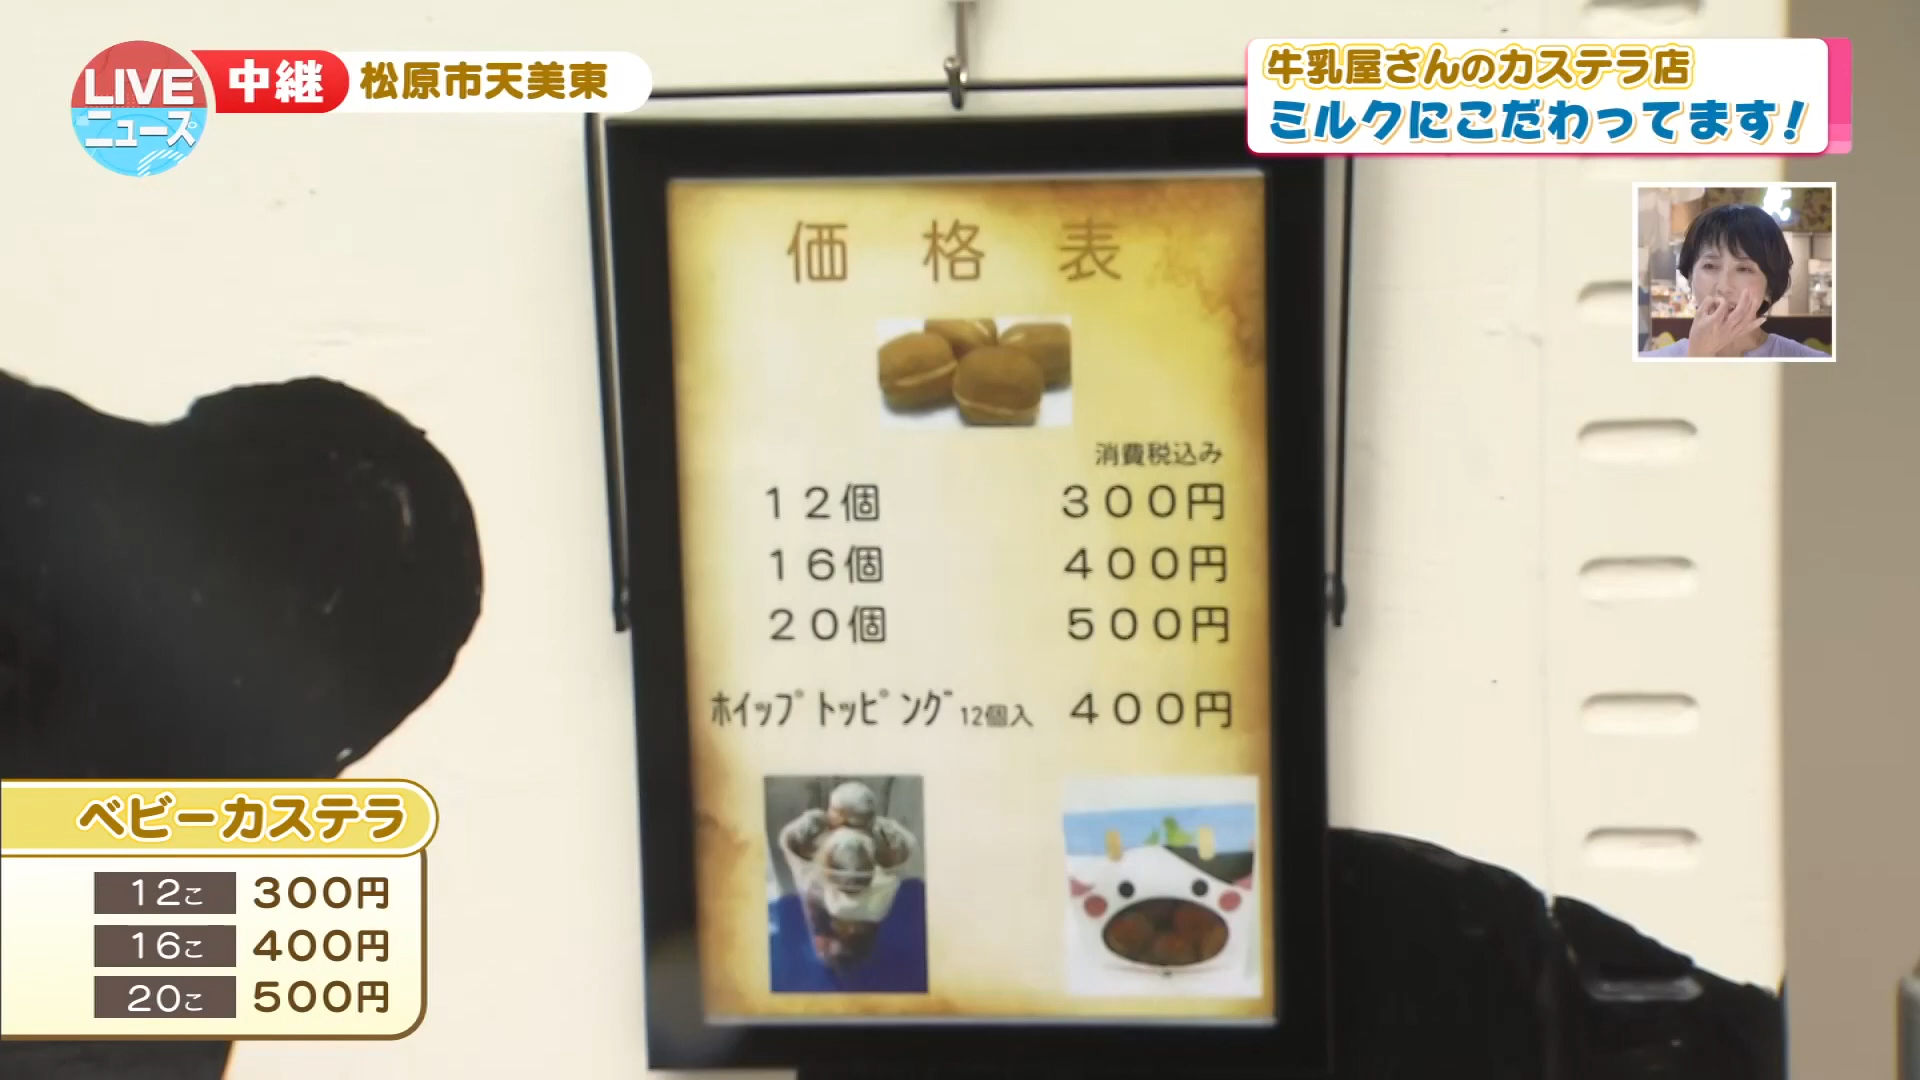 LIVE
ニュース
中継
松原市天美東
牛乳屋さんのカステラ店
ミルクにこだわってます!
価格表
消費税込み
12個 300円
16個 400円
20個 500円
ﾎｲｯﾌﾟﾄｯﾋﾟﾝｸﾞ12個入 400円
ベビーカステラ
12こ 300円
16こ 400円
20こ 500円